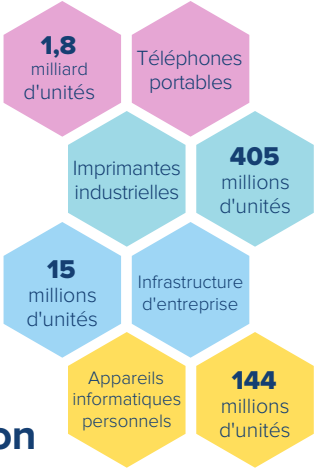 1,8
milliard
d'unités
Téléphones
portables
Imprimantes
industrielles
405
millions
d'unités
15
millions
d'unités
Infrastructure
d'entreprise
Appareils
informatiques
personnels
144
millions
d'unités
on